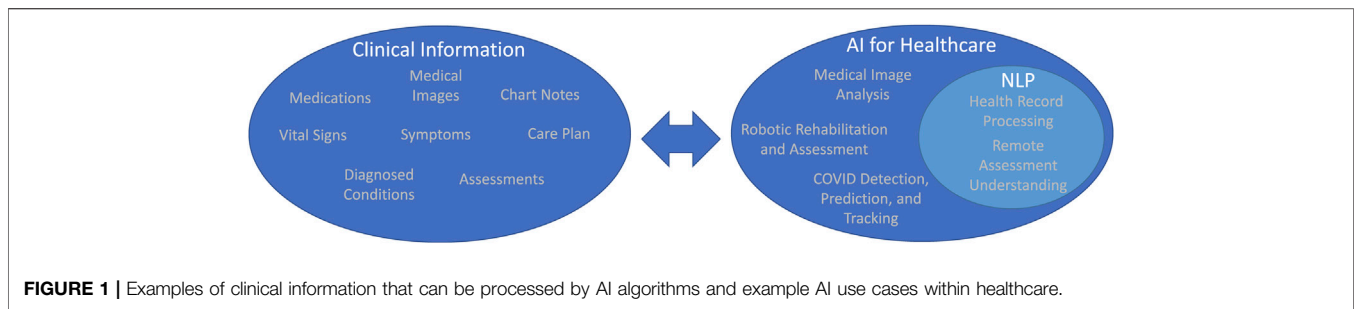 Clinical Information
Medications
Medical
Images
Chart Notes
Vital Signs
Symptoms
Care Plan
Diagnosed
Conditions
Assessments
AI for Healthcare
Medical Image
Analysis
Robotic Rehabilitation
and Assessment
COVID Detection,
Prediction, and
Tracking
NLP
Health Record
Processing
Remote
Assessment
Understanding
FIGURE 1 | Examples of clinical information that can be processed by AI algorithms and example AI use cases within healthcare.